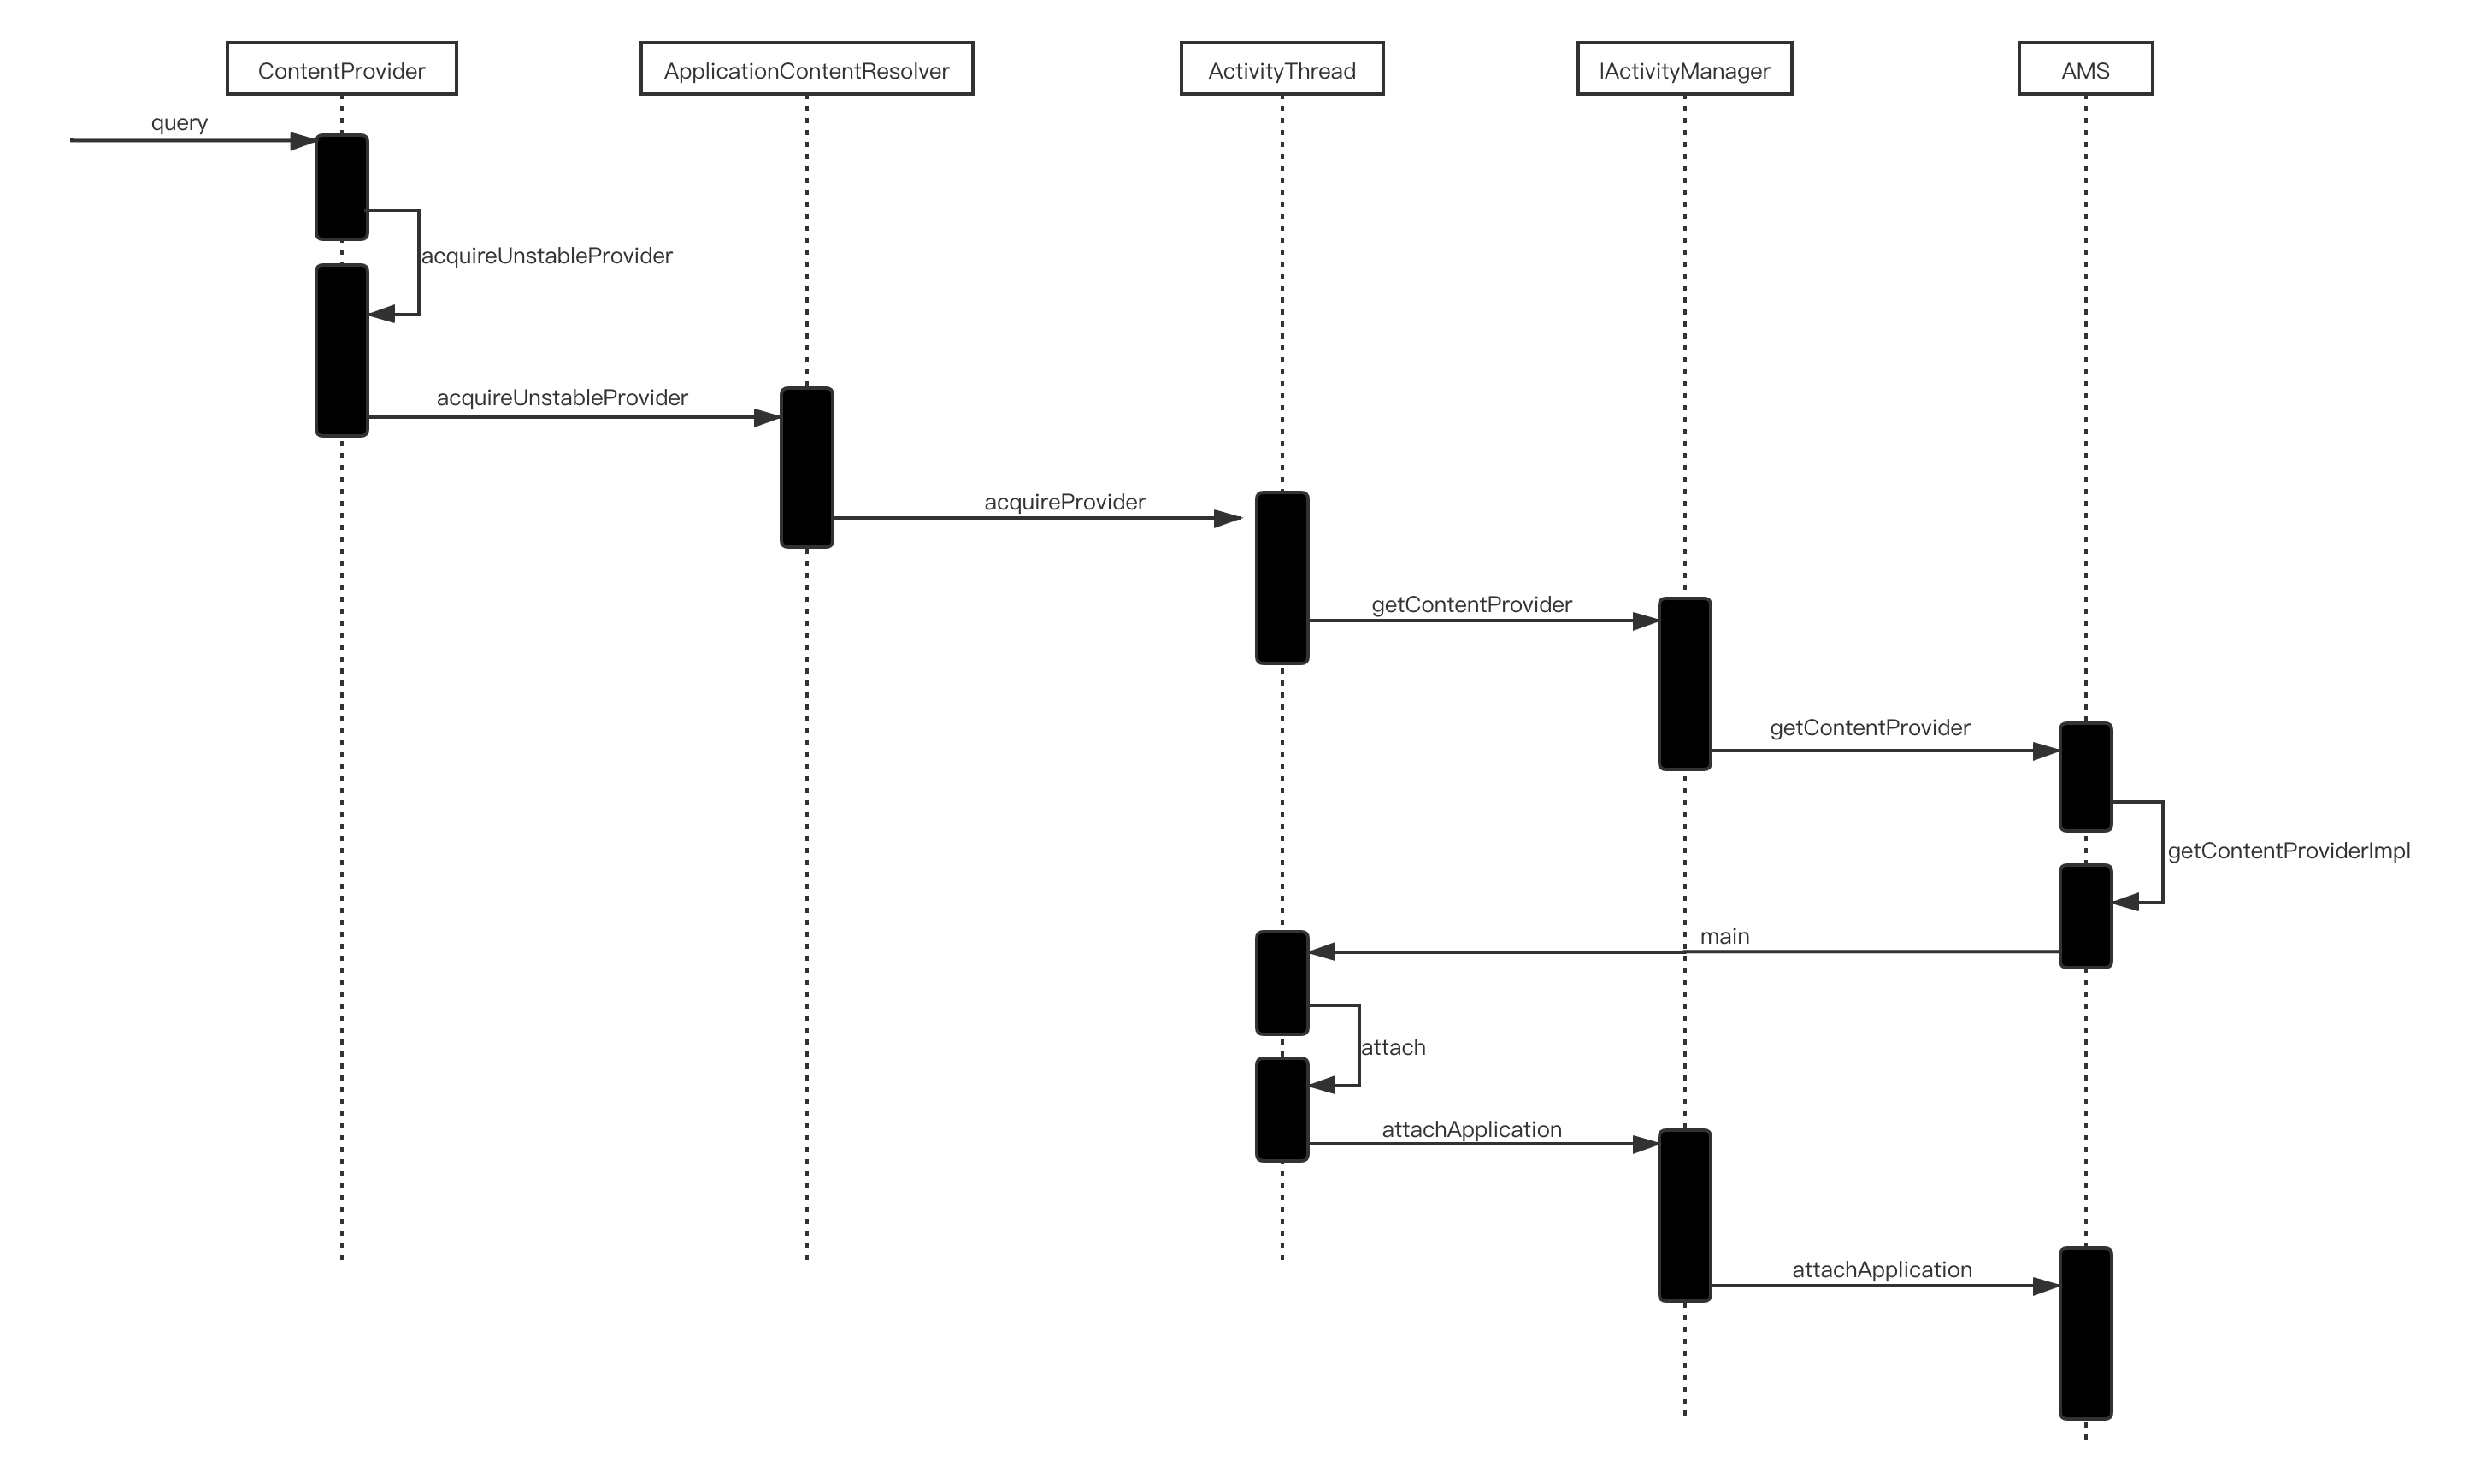 ContentProvider
ApplicationContentResolver
ActivityThread
IActivityManager
AMS
query
acquireUnstableProvider
acquireUnstableProvider
acquireProvider
getContentProvider
getContentProvider
getContentProviderImpl
main
attach
attachApplication
attachApplication